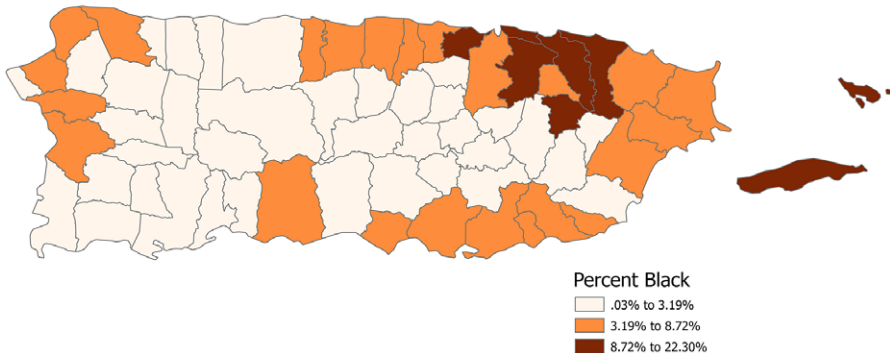 Percent Black
.03% to 3.19%
3.19% to 8.72%
8.72% to 22.30%